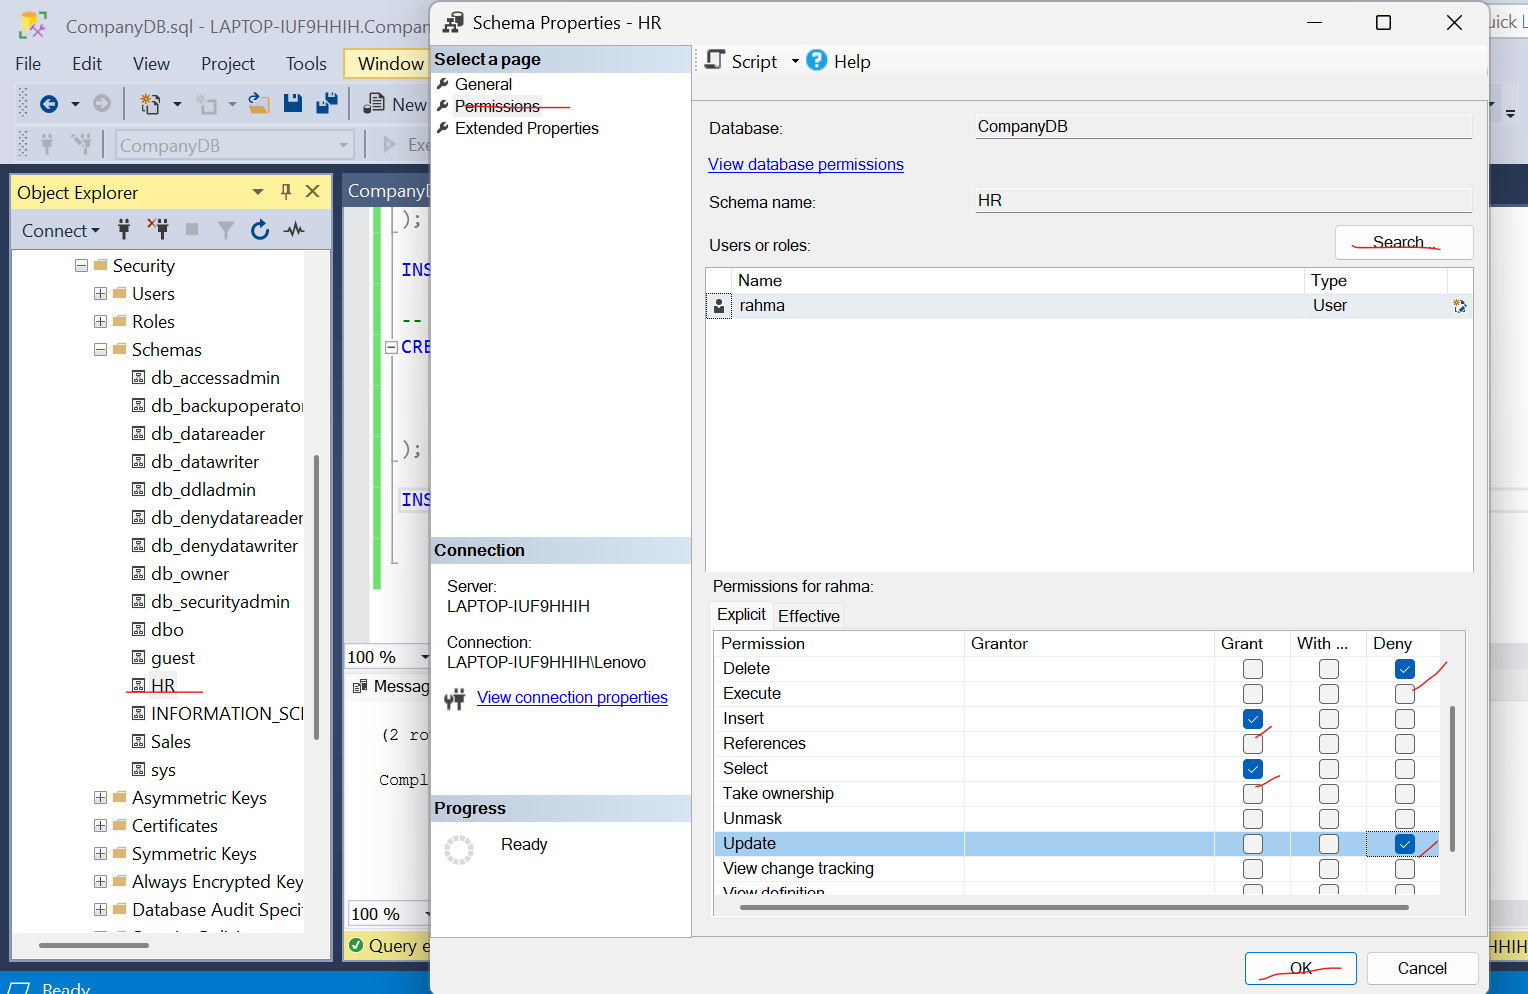 CompanyDB.sql - LAPTOP-IUF9HHIH.Compan
File Edit View Project Tools Window
New
CompanyDB Exe
Object Explorer
Connect
Security
Users
Roles
Schemas
db_accessadmin
db_backupoperator
db_datareader
db_datawriter
db_ddladmin
db_denydatareader
db_denydatawriter
db_owner
db_securityadmin
dbo
guest
HR
INFORMATION_SCH
Sales
sys
Asymmetric Keys
Certificates
Symmetric Keys
Always Encrypted Key
Database Audit Specif
Ready
CompanyD
);
INS
--
CRE
);
INS
100 %
Messag
(2 ro
Compl
100 %
Query e
Schema Properties - HR
Select a page
General
Permissions
Extended Properties
Connection
Server:
LAPTOP-IUF9HHIH
Connection:
LAPTOP-IUF9HHIH\Lenovo
View connection properties
Progress
Ready
Script Help
Database: CompanyDB
View database permissions
Schema name: HR
Users or roles: Search...
Name Type
rahma User
Permissions for rahma:
Explicit Effective
Permission Grantor Grant With ... Deny
Delete
Execute
Insert
References
Select
Take ownership
Unmask
Update
View change tracking
View definition
OK Cancel
uick L
HHIH